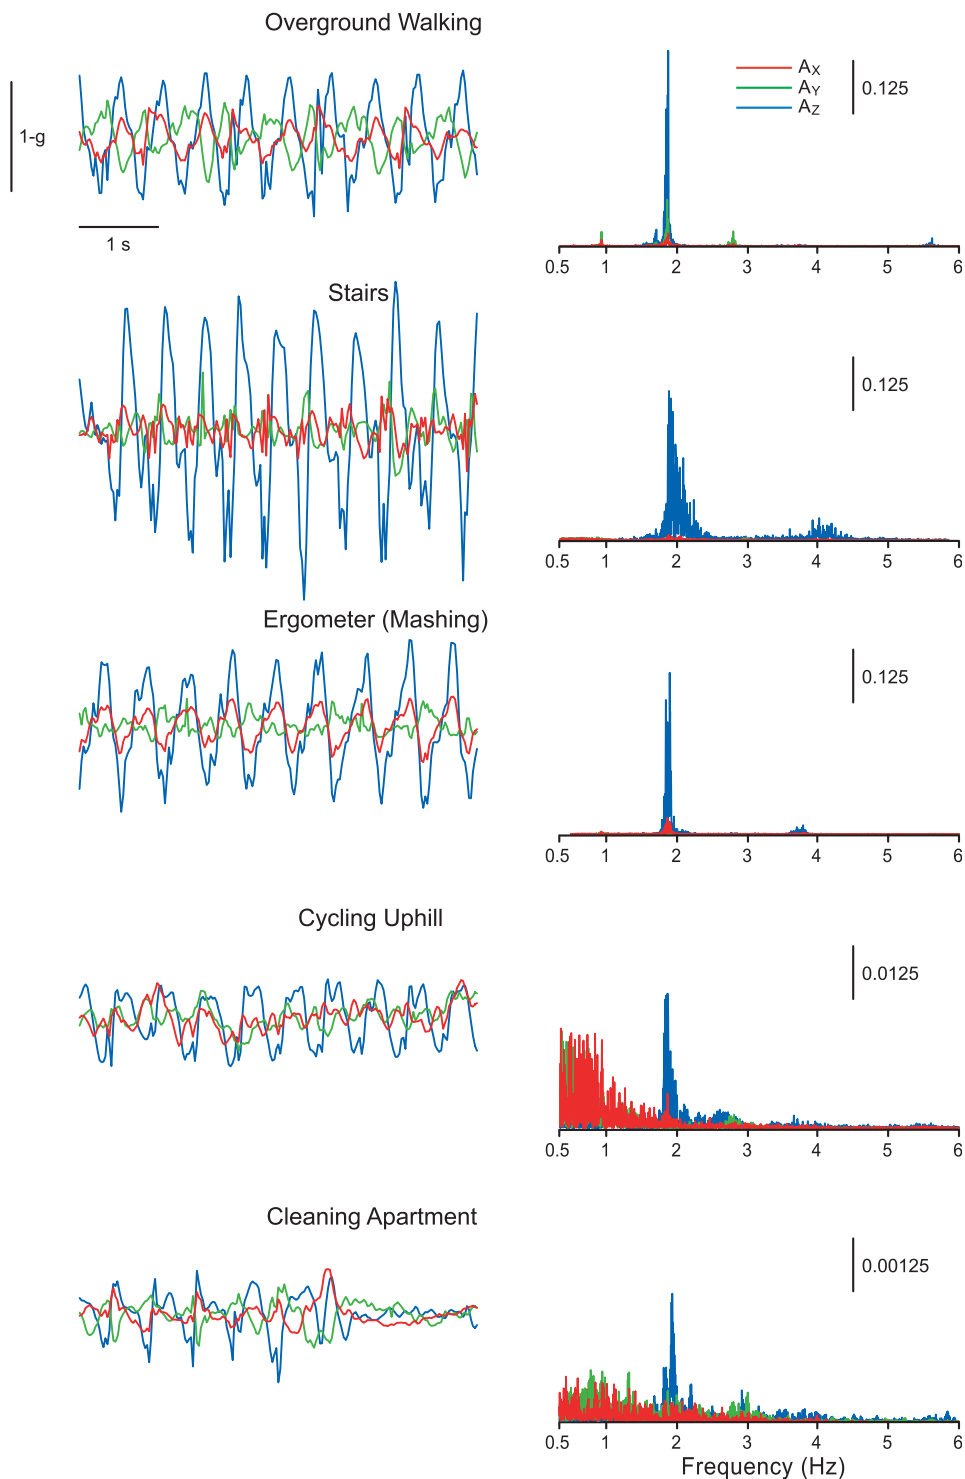 Overground Walking
1-g
1 s
A_X
A_Y
A_Z
0.125
0.5 1 2 3 4 5 6
Stairs
0.125
0.5 1 2 3 4 5 6
Ergometer (Mashing)
0.125
0.5 1 2 3 4 5 6
Cycling Uphill
0.0125
0.5 1 2 3 4 5 6
Cleaning Apartment
0.00125
0.5 1 2 3 4 5 6
Frequency (Hz)